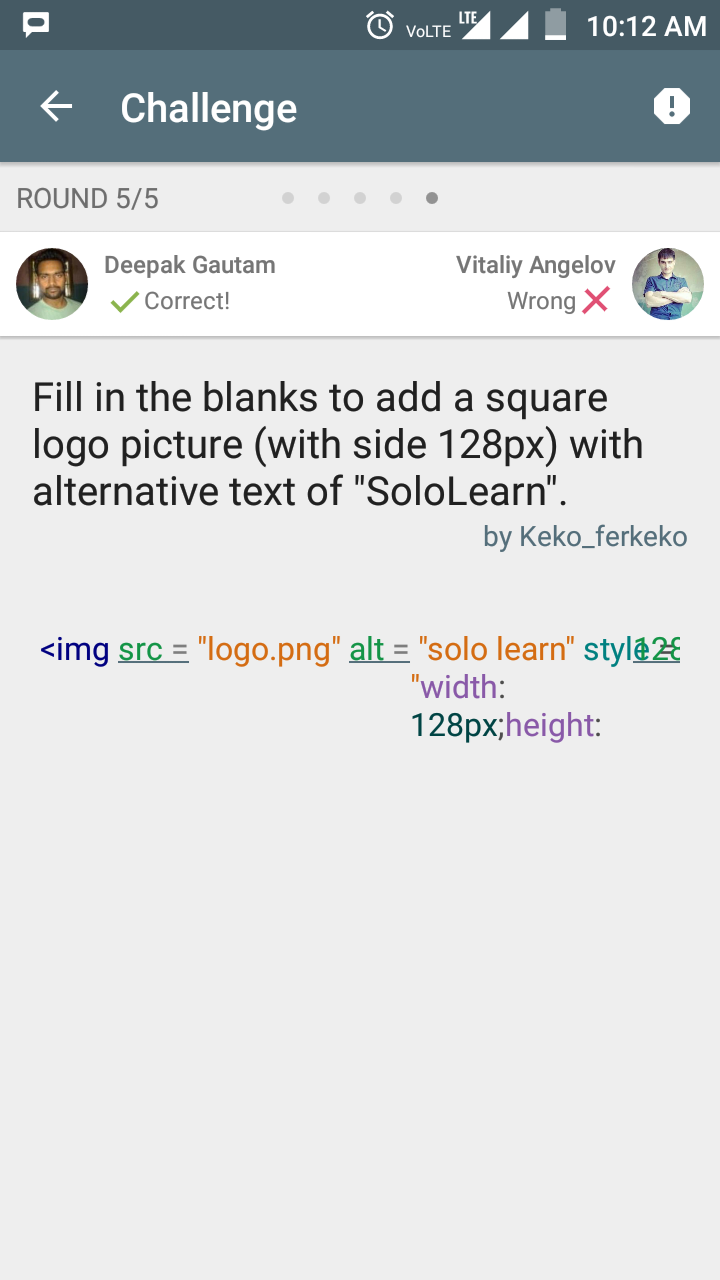 VoLTE LTE 10:12 AM
Challenge
ROUND 5/5
Deepak Gautam Vitaliy Angelov
Correct! Wrong
Fill in the blanks to add a square
logo picture (with side 128px) with
alternative text of "SoloLearn".
by Keko_ferkeko
<img src = "logo.png" alt = "solo learn" style =
"width:
128px;height: